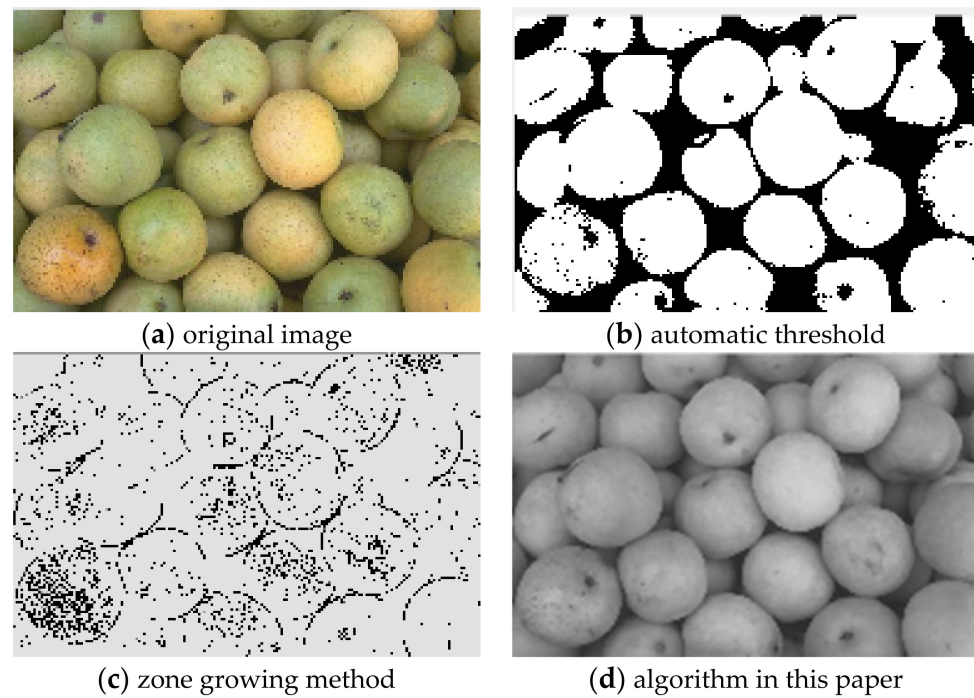 (a) original image
(b) automatic threshold
(c) zone growing method
(d) algorithm in this paper